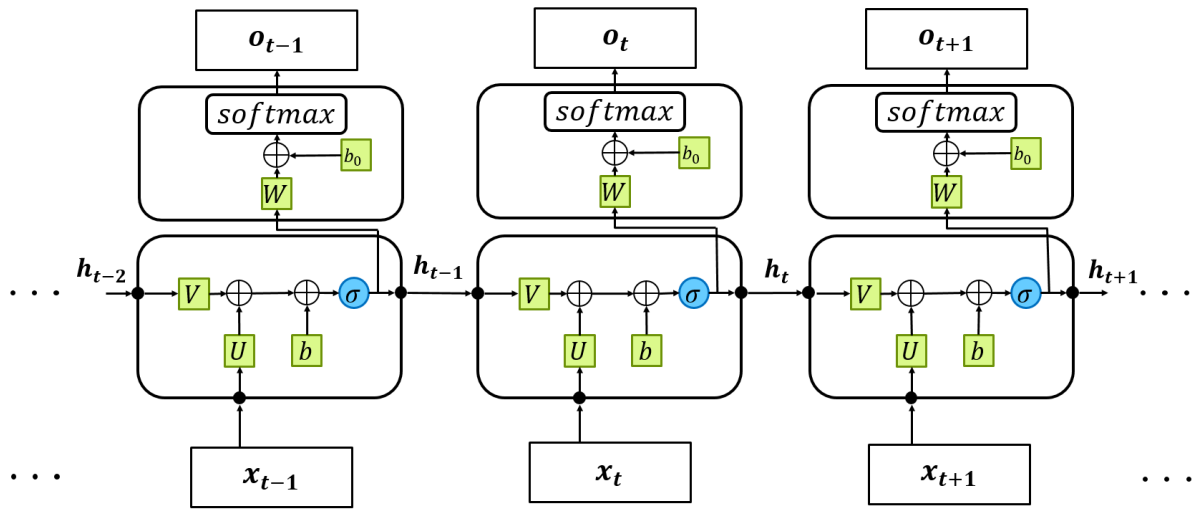 o_{t-1} o_t o_{t+1}
softmax softmax softmax
b_0 b_0 b_0
W W W
h_{t-2} h_{t-1} h_t h_{t+1}
. . . V σ V σ V σ . . .
U b U b U b
. . . x_{t-1} x_t x_{t+1} . . .